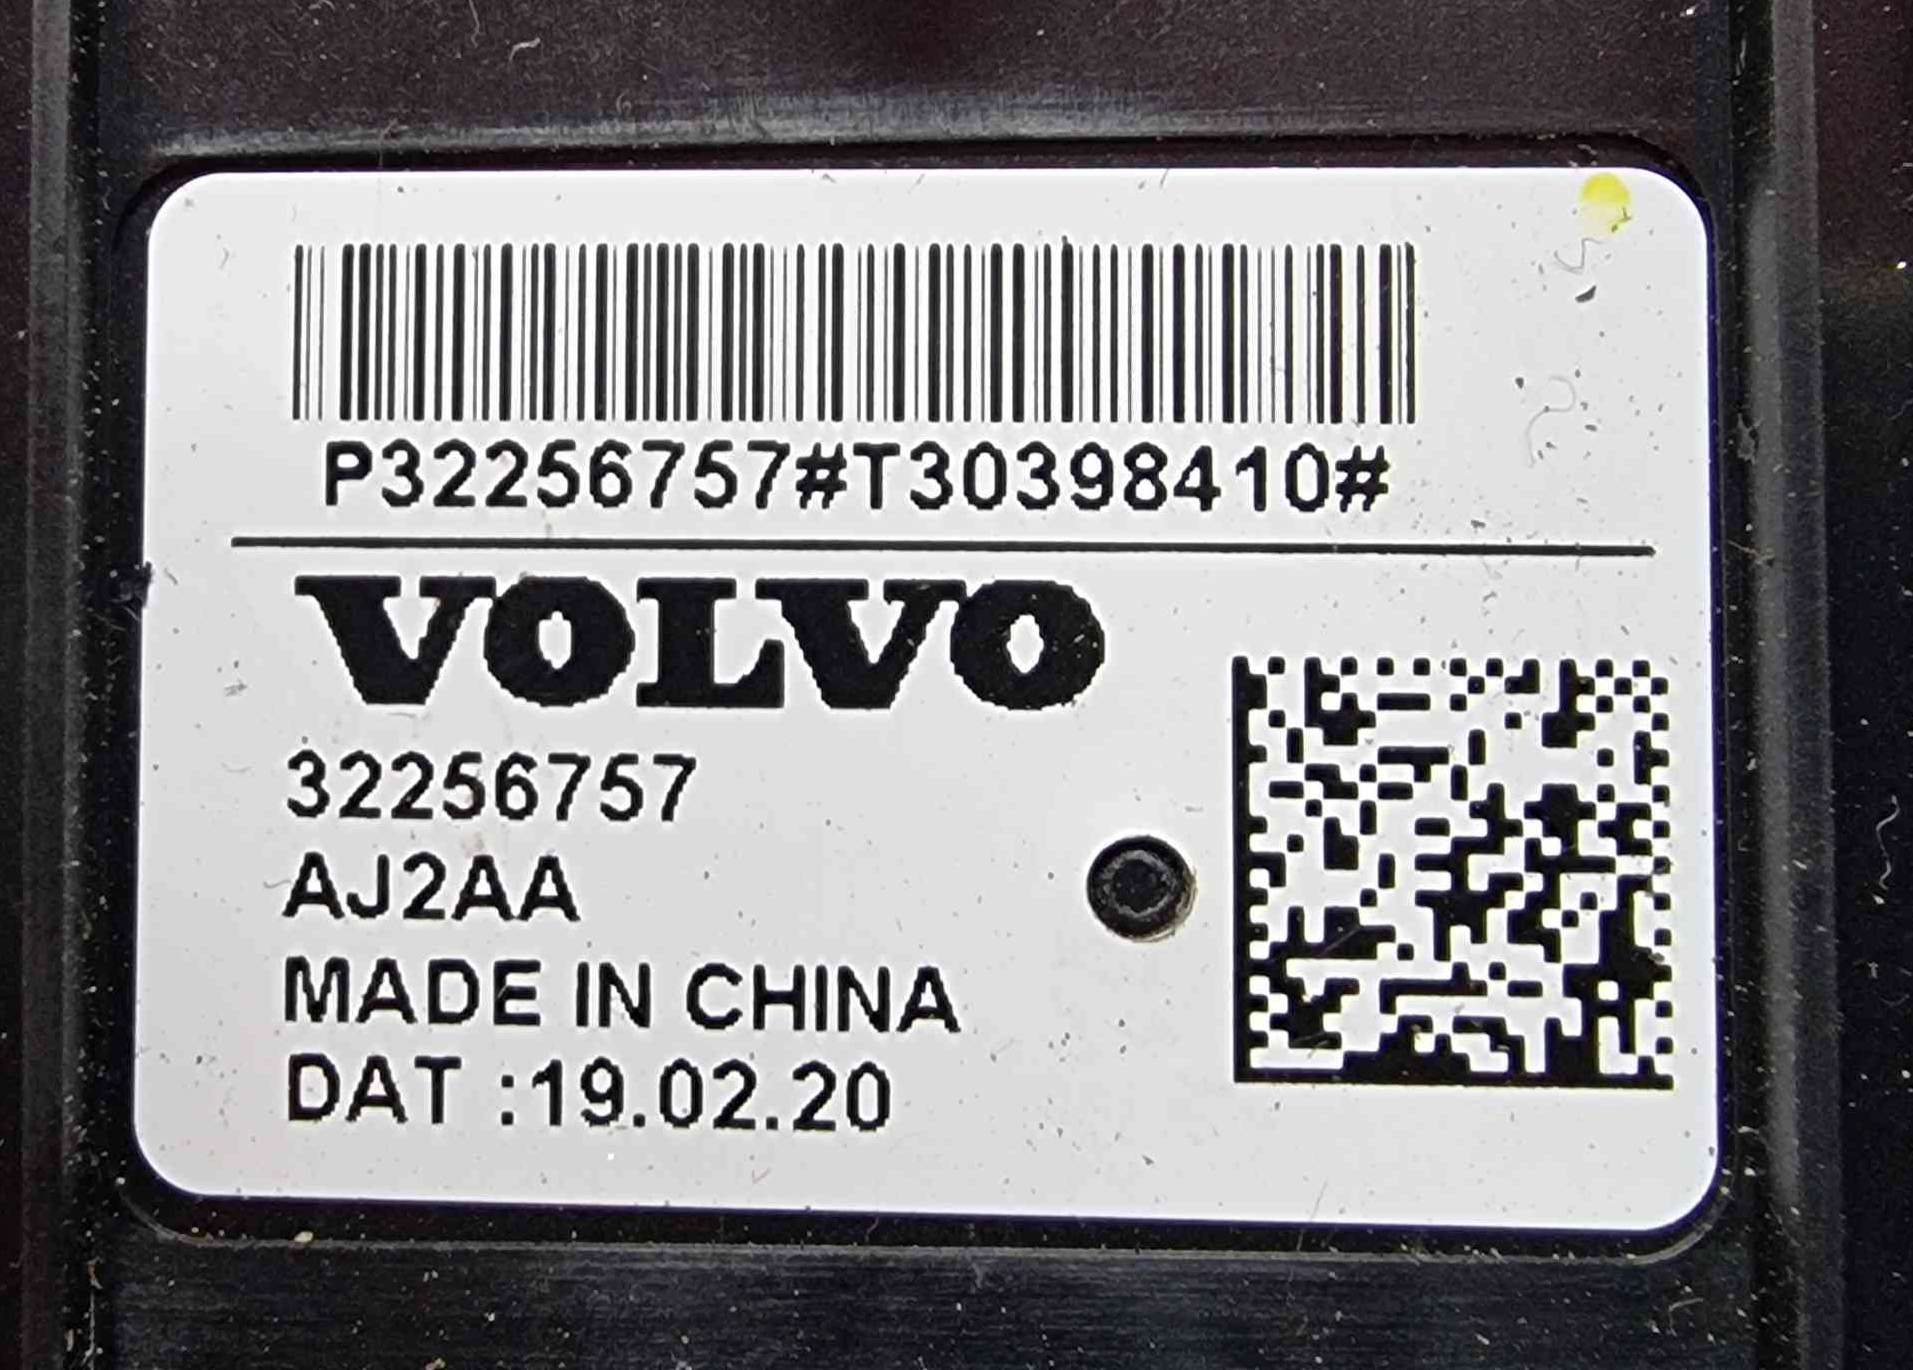 P32256757#T30398410#
VOLVO
32256757
AJ2AA
MADE IN CHINA
DAT :19.02.20